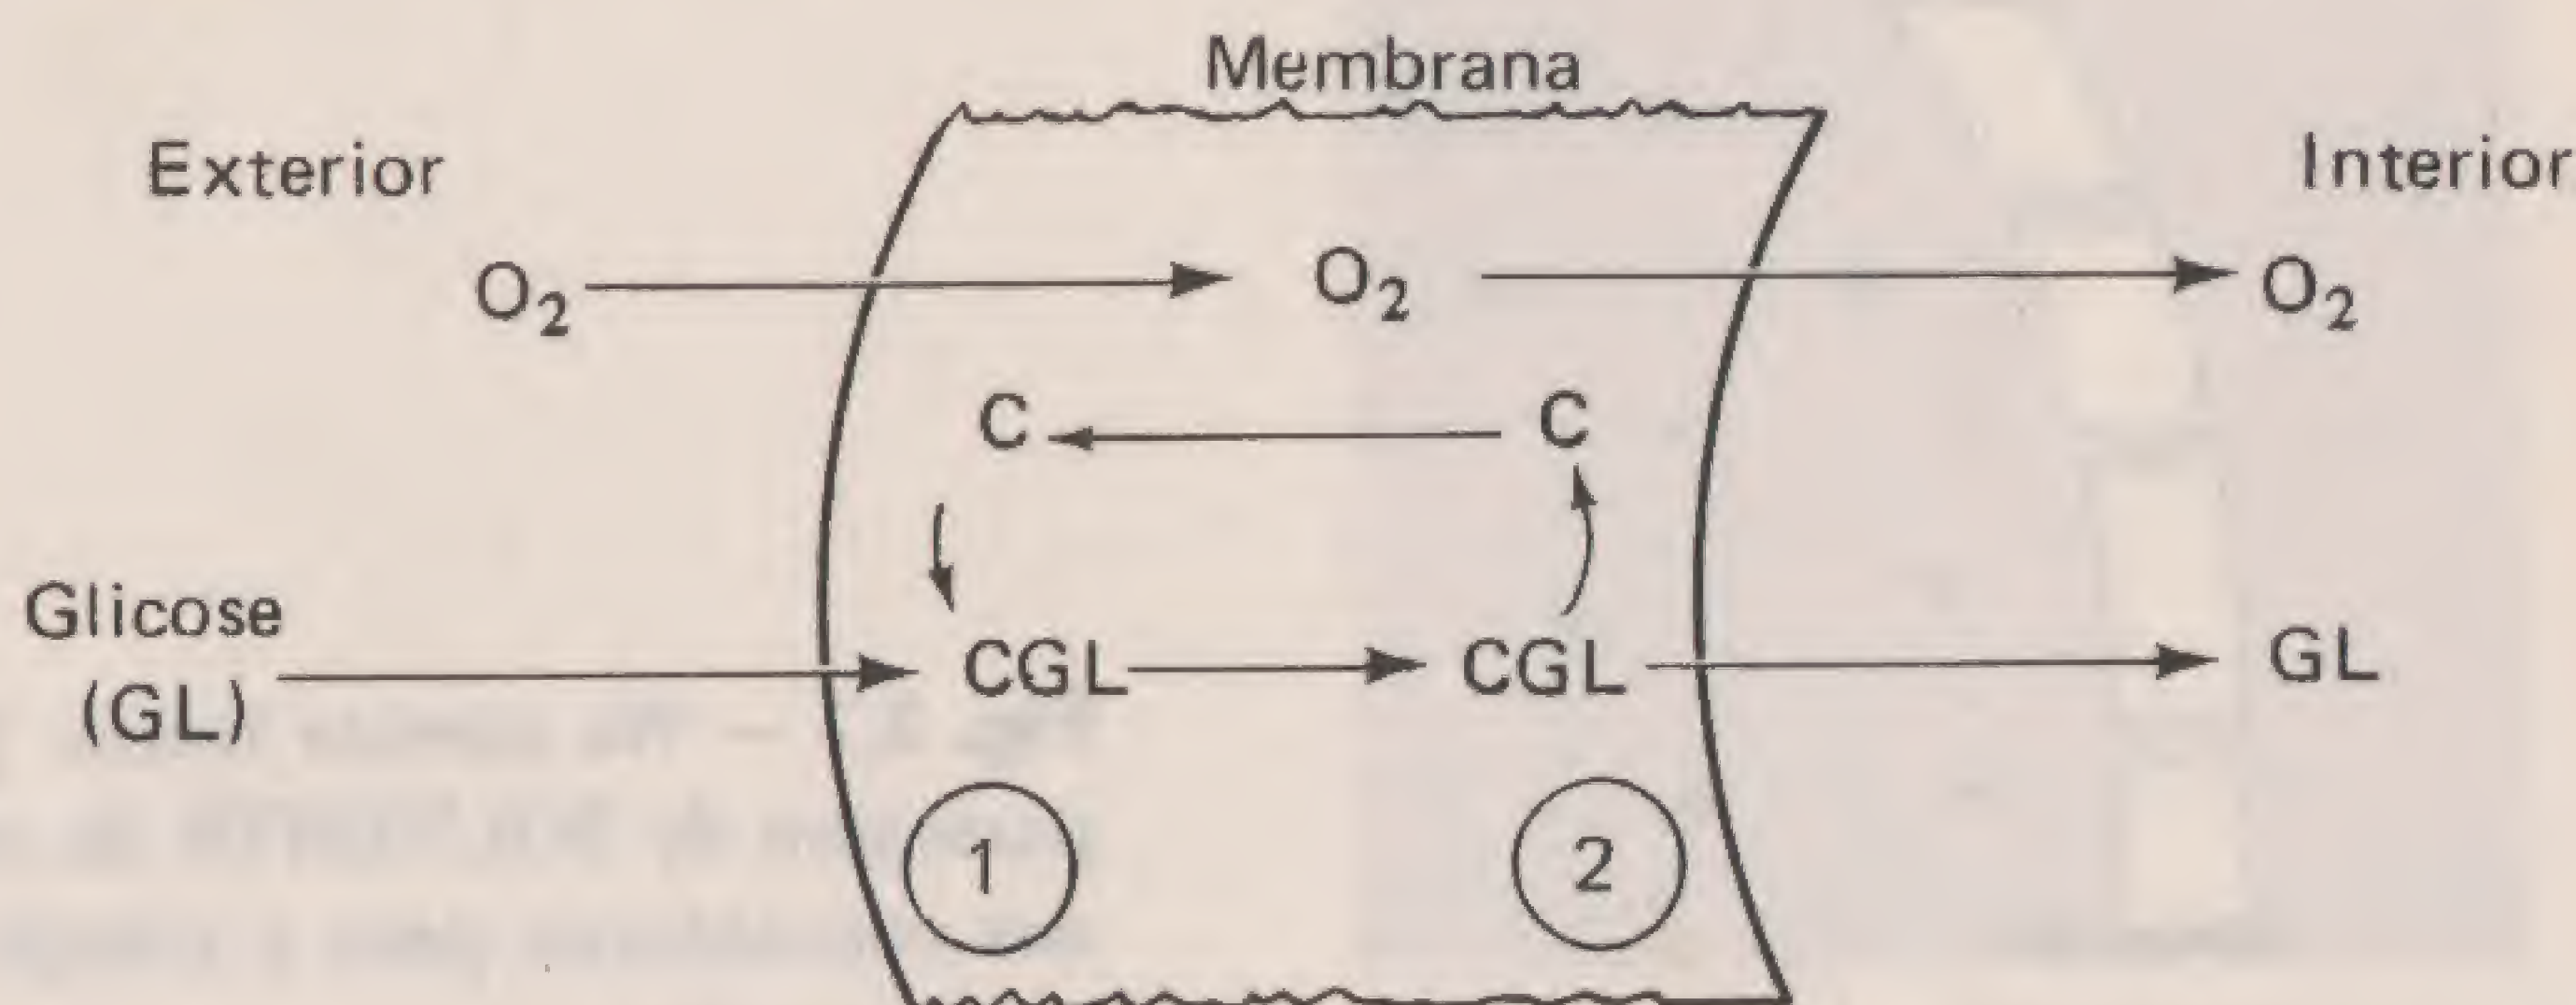 Membrana
Exterior
Interior
O₂ O₂ O₂
C C
Glicose
(GL)
CGL CGL GL
1 2